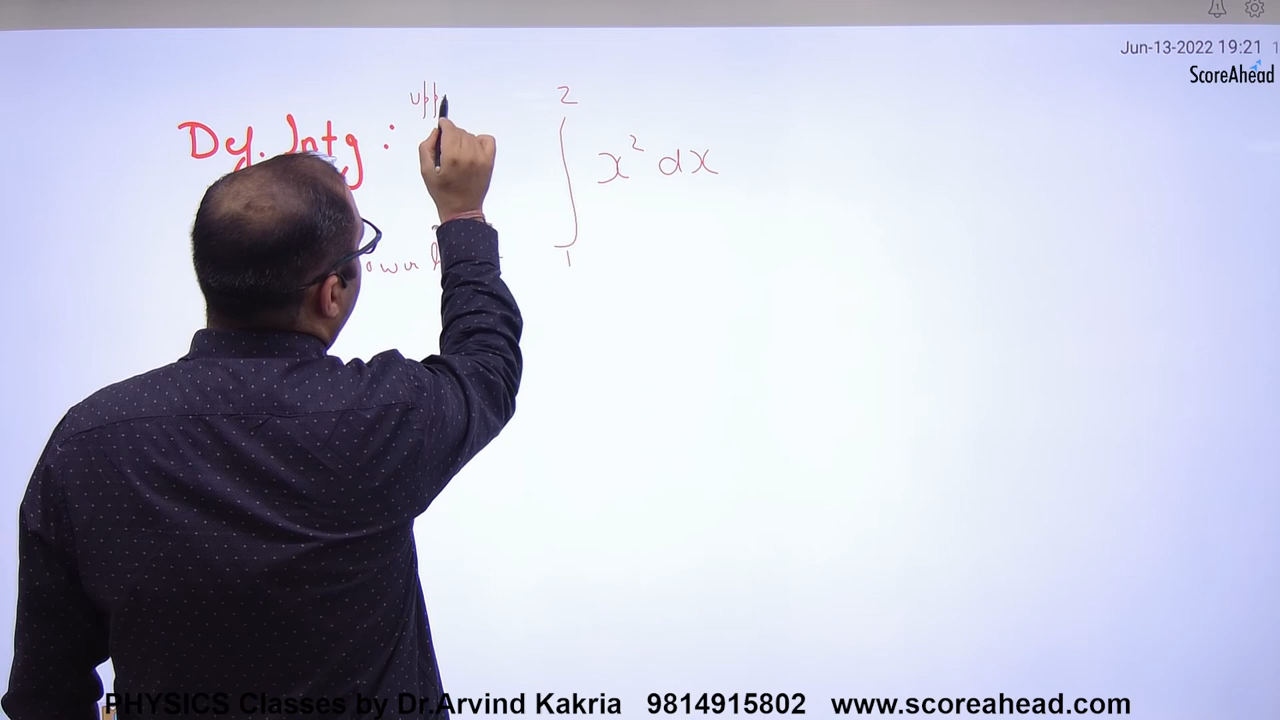 Jun-13-2022 19:21
ScoreAhead
upp
Def. Intg :
2
∫ x² dx
1
PHYSICS Classes by Dr.Arvind Kakria 9814915802 www.scoreahead.com